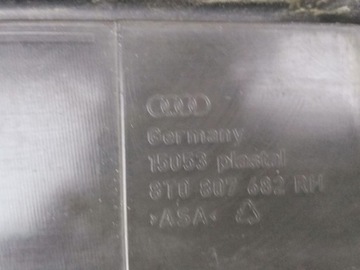 Germany
15053 plastal
8T0 807 682 RH
>ASA<